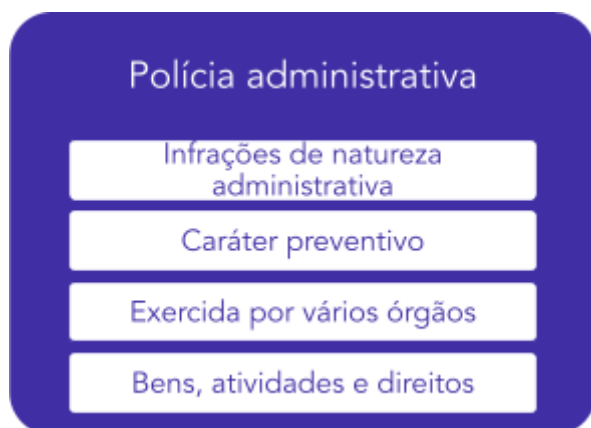 Polícia administrativa
Infrações de natureza
administrativa
Caráter preventivo
Exercida por vários órgãos
Bens, atividades e direitos